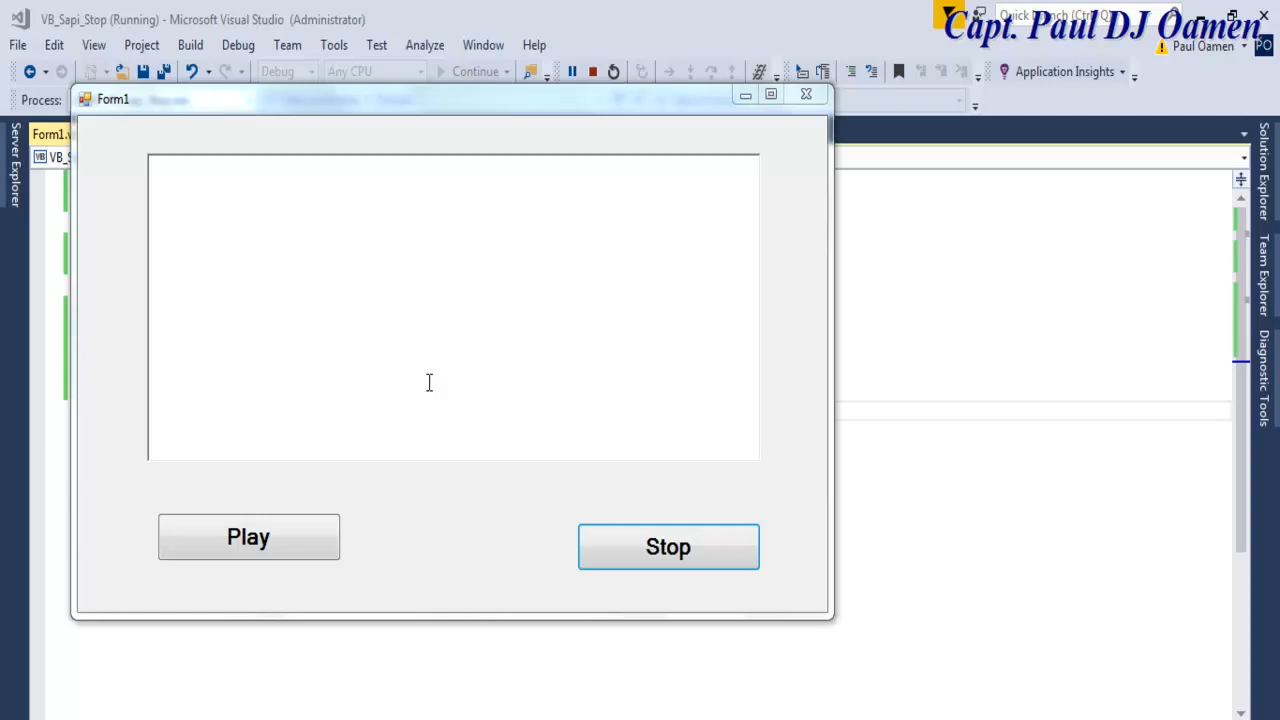 VB_Sapi_Stop (Running) - Microsoft Visual Studio (Administrator)
Capt. Paul DJ Oamen
File Edit View Project Build Debug Team Tools Test Analyze Window Help
Paul Oamen PO
Debug Any CPU Continue Application Insights
Process:
Form1
Form1.v
VB_S
Server Explorer
Solution Explorer
Team Explorer
Diagnostic Tools
Play
Stop